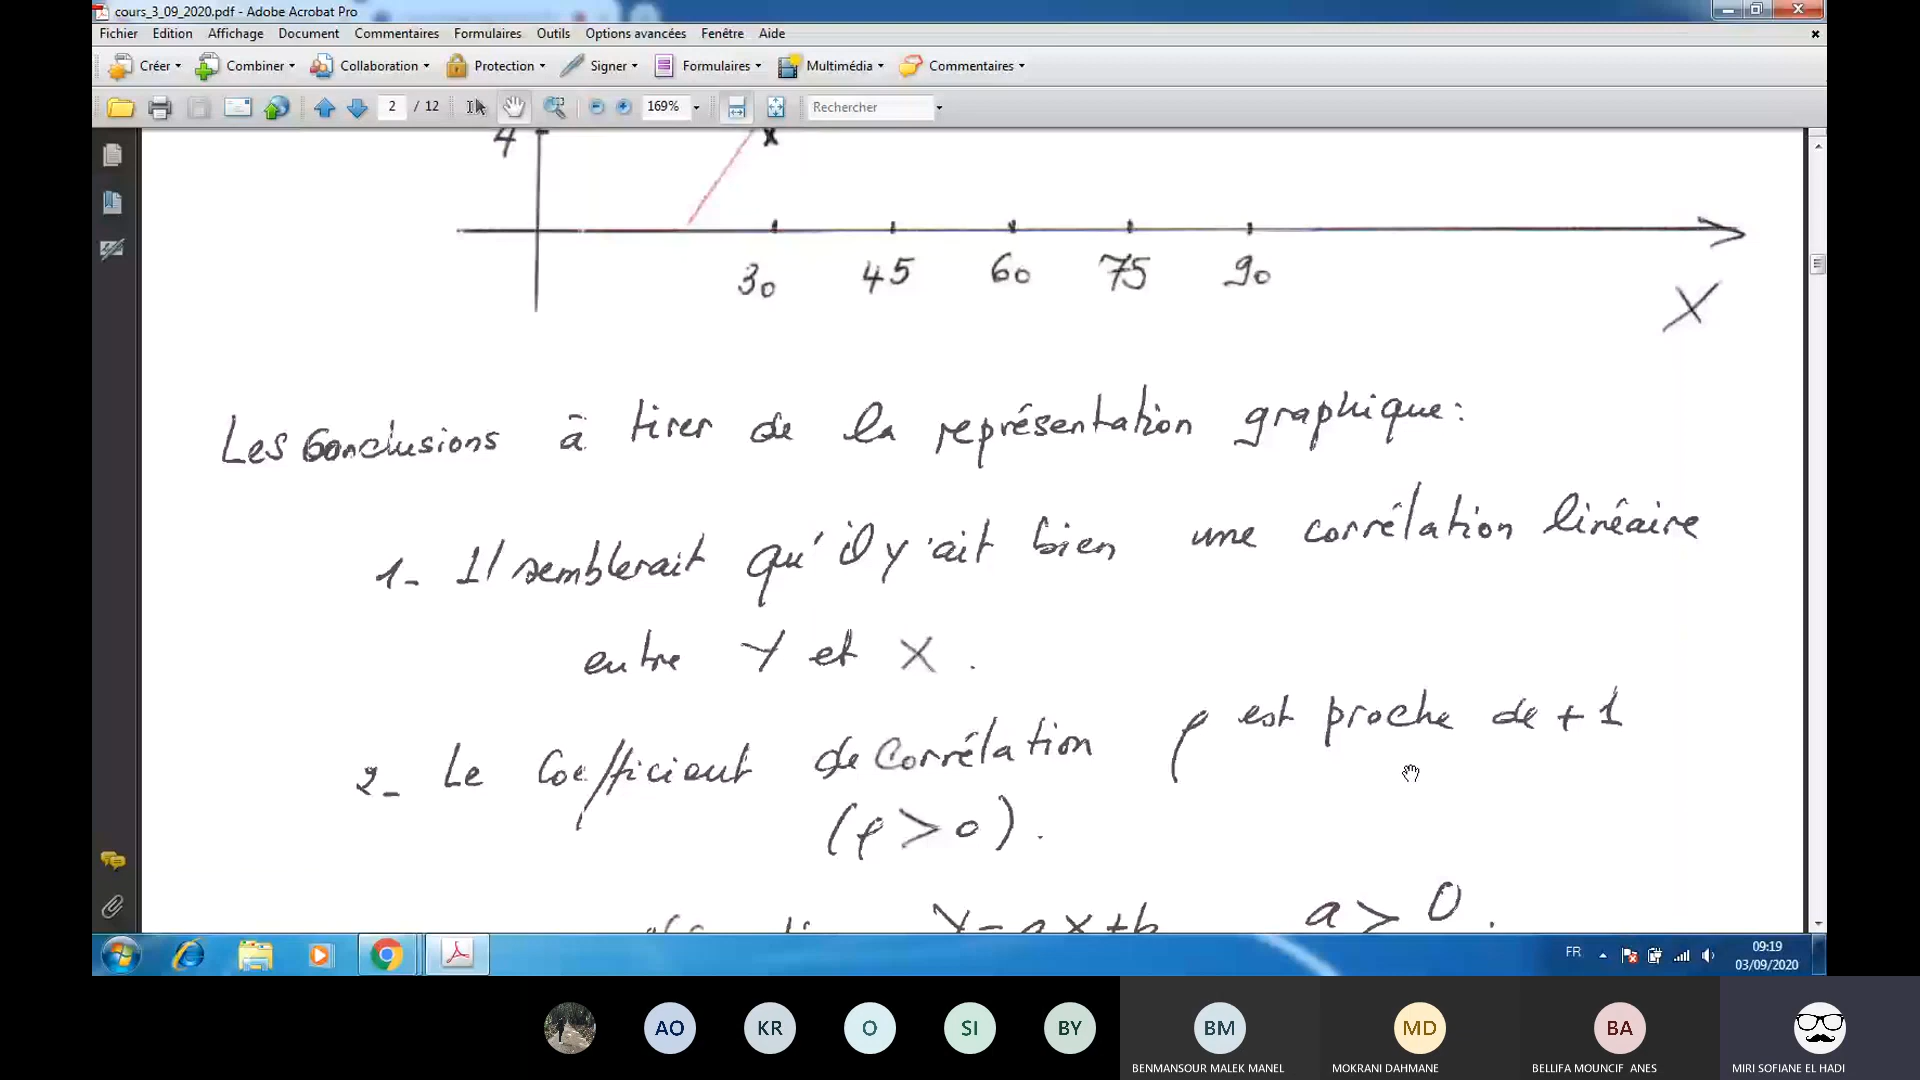 cours_3_09_2020.pdf - Adobe Acrobat Pro
Fichier Edition Affichage Document Commentaires Formulaires Outils Options avancées Fenêtre Aide
Créer Combiner Collaboration Protection Signer Formulaires Multimédia Commentaires
2 / 12 169% Rechercher
4
30 45 60 75 90
X
Les Conclusions à tirer de la représentation graphique:
1- Il semblerait qu'il y'ait bien une corrélation linéaire
entre Y et X.
2- Le Coefficient de Corrélation ρ est proche de +1
(ρ>0).
Y=aX+b a > 0.
FR 09:19
03/09/2020
AO KR O SI BY BM MD BA
BENMANSOUR MALEK MANEL MOKRANI DAHMANE BELLIFA MOUNCIF ANES MIRI SOFIANE EL HADI